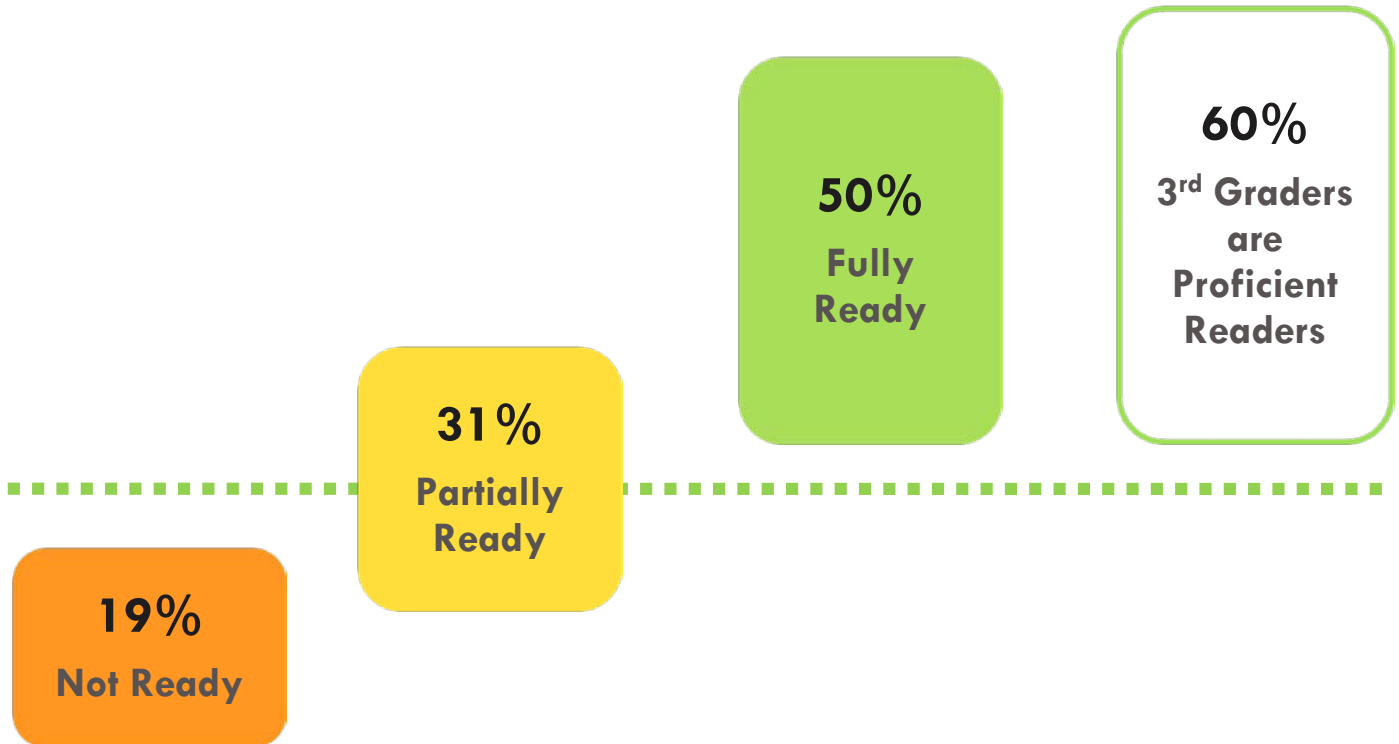 19%
Not Ready
31%
Partially
Ready
50%
Fully
Ready
60%
3rd Graders
are
Proficient
Readers